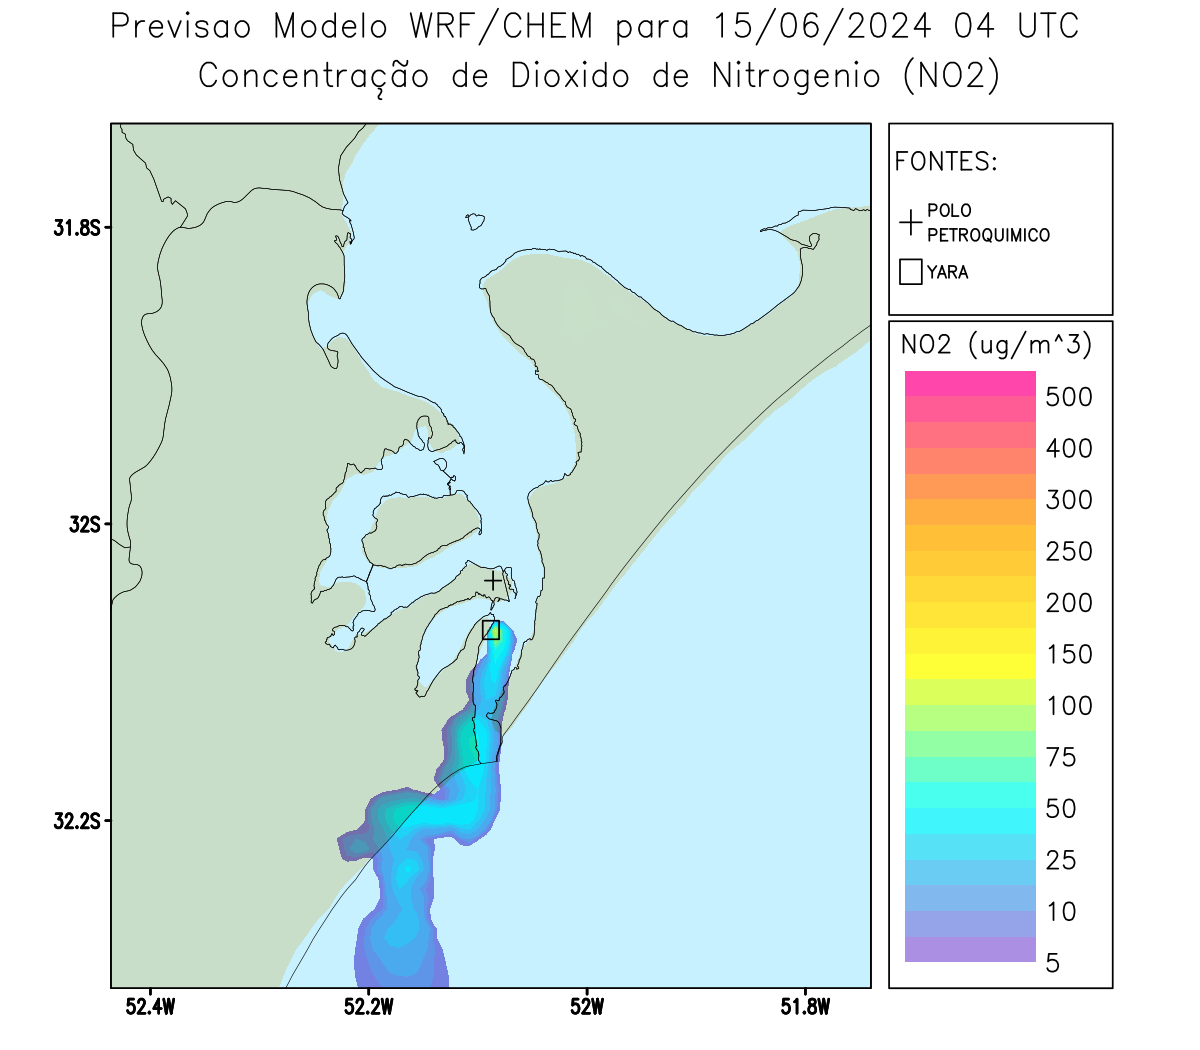 Previsao Modelo WRF/CHEM para 15/06/2024 04 UTC
Concentração de Dioxido de Nitrogenio (NO2)
FONTES:
POLO
PETROQUIMICO
YARA
31.8S
32S
32.2S
52.4W
52.2W
52W
51.8W
NO2 (ug/m^3)
500
400
300
250
200
150
100
75
50
25
10
5